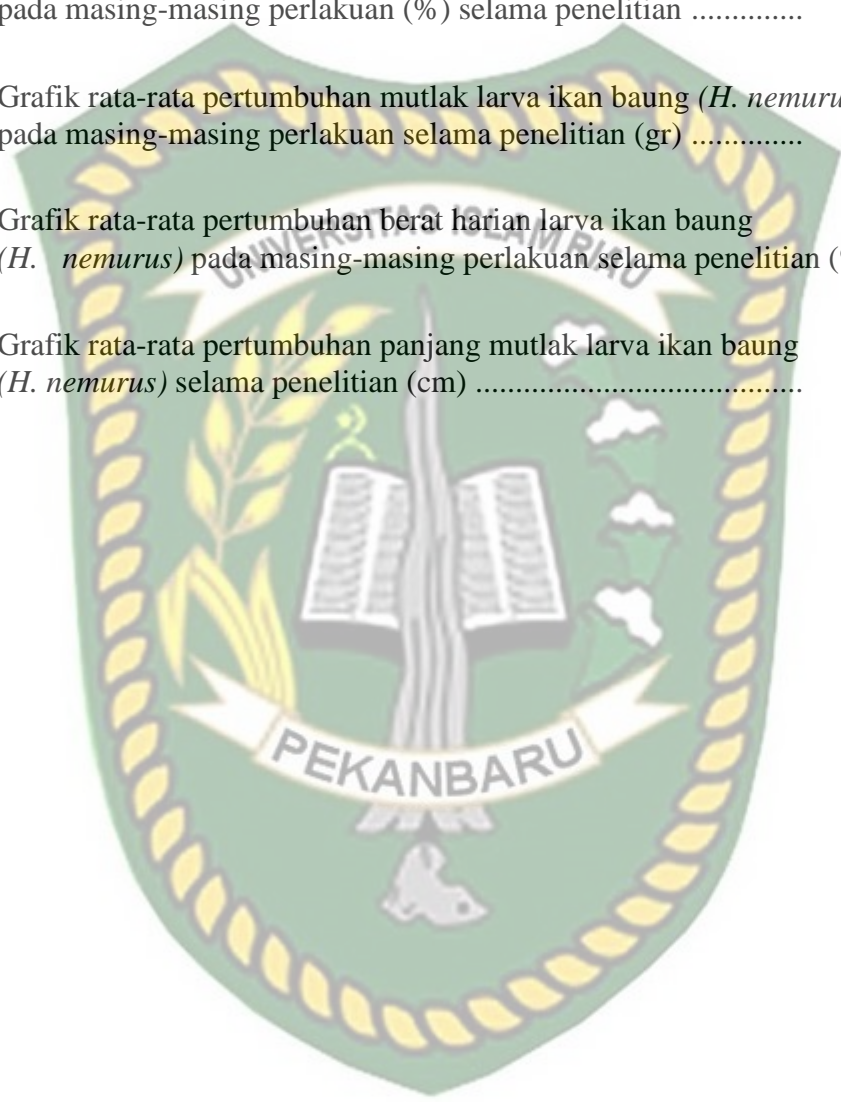 pada masing-masing perlakuan (%) selama penelitian ..............
Grafik rata-rata pertumbuhan mutlak larva ikan baung (H. nemuru
pada masing-masing perlakuan selama penelitian (gr) ..............
Grafik rata-rata pertumbuhan berat harian larva ikan baung
(H. nemurus) pada masing-masing perlakuan selama penelitian (
Grafik rata-rata pertumbuhan panjang mutlak larva ikan baung
(H. nemurus) selama penelitian (cm) .........................................
UNIVERSITAS ISLAM RIAU
PEKANBARU